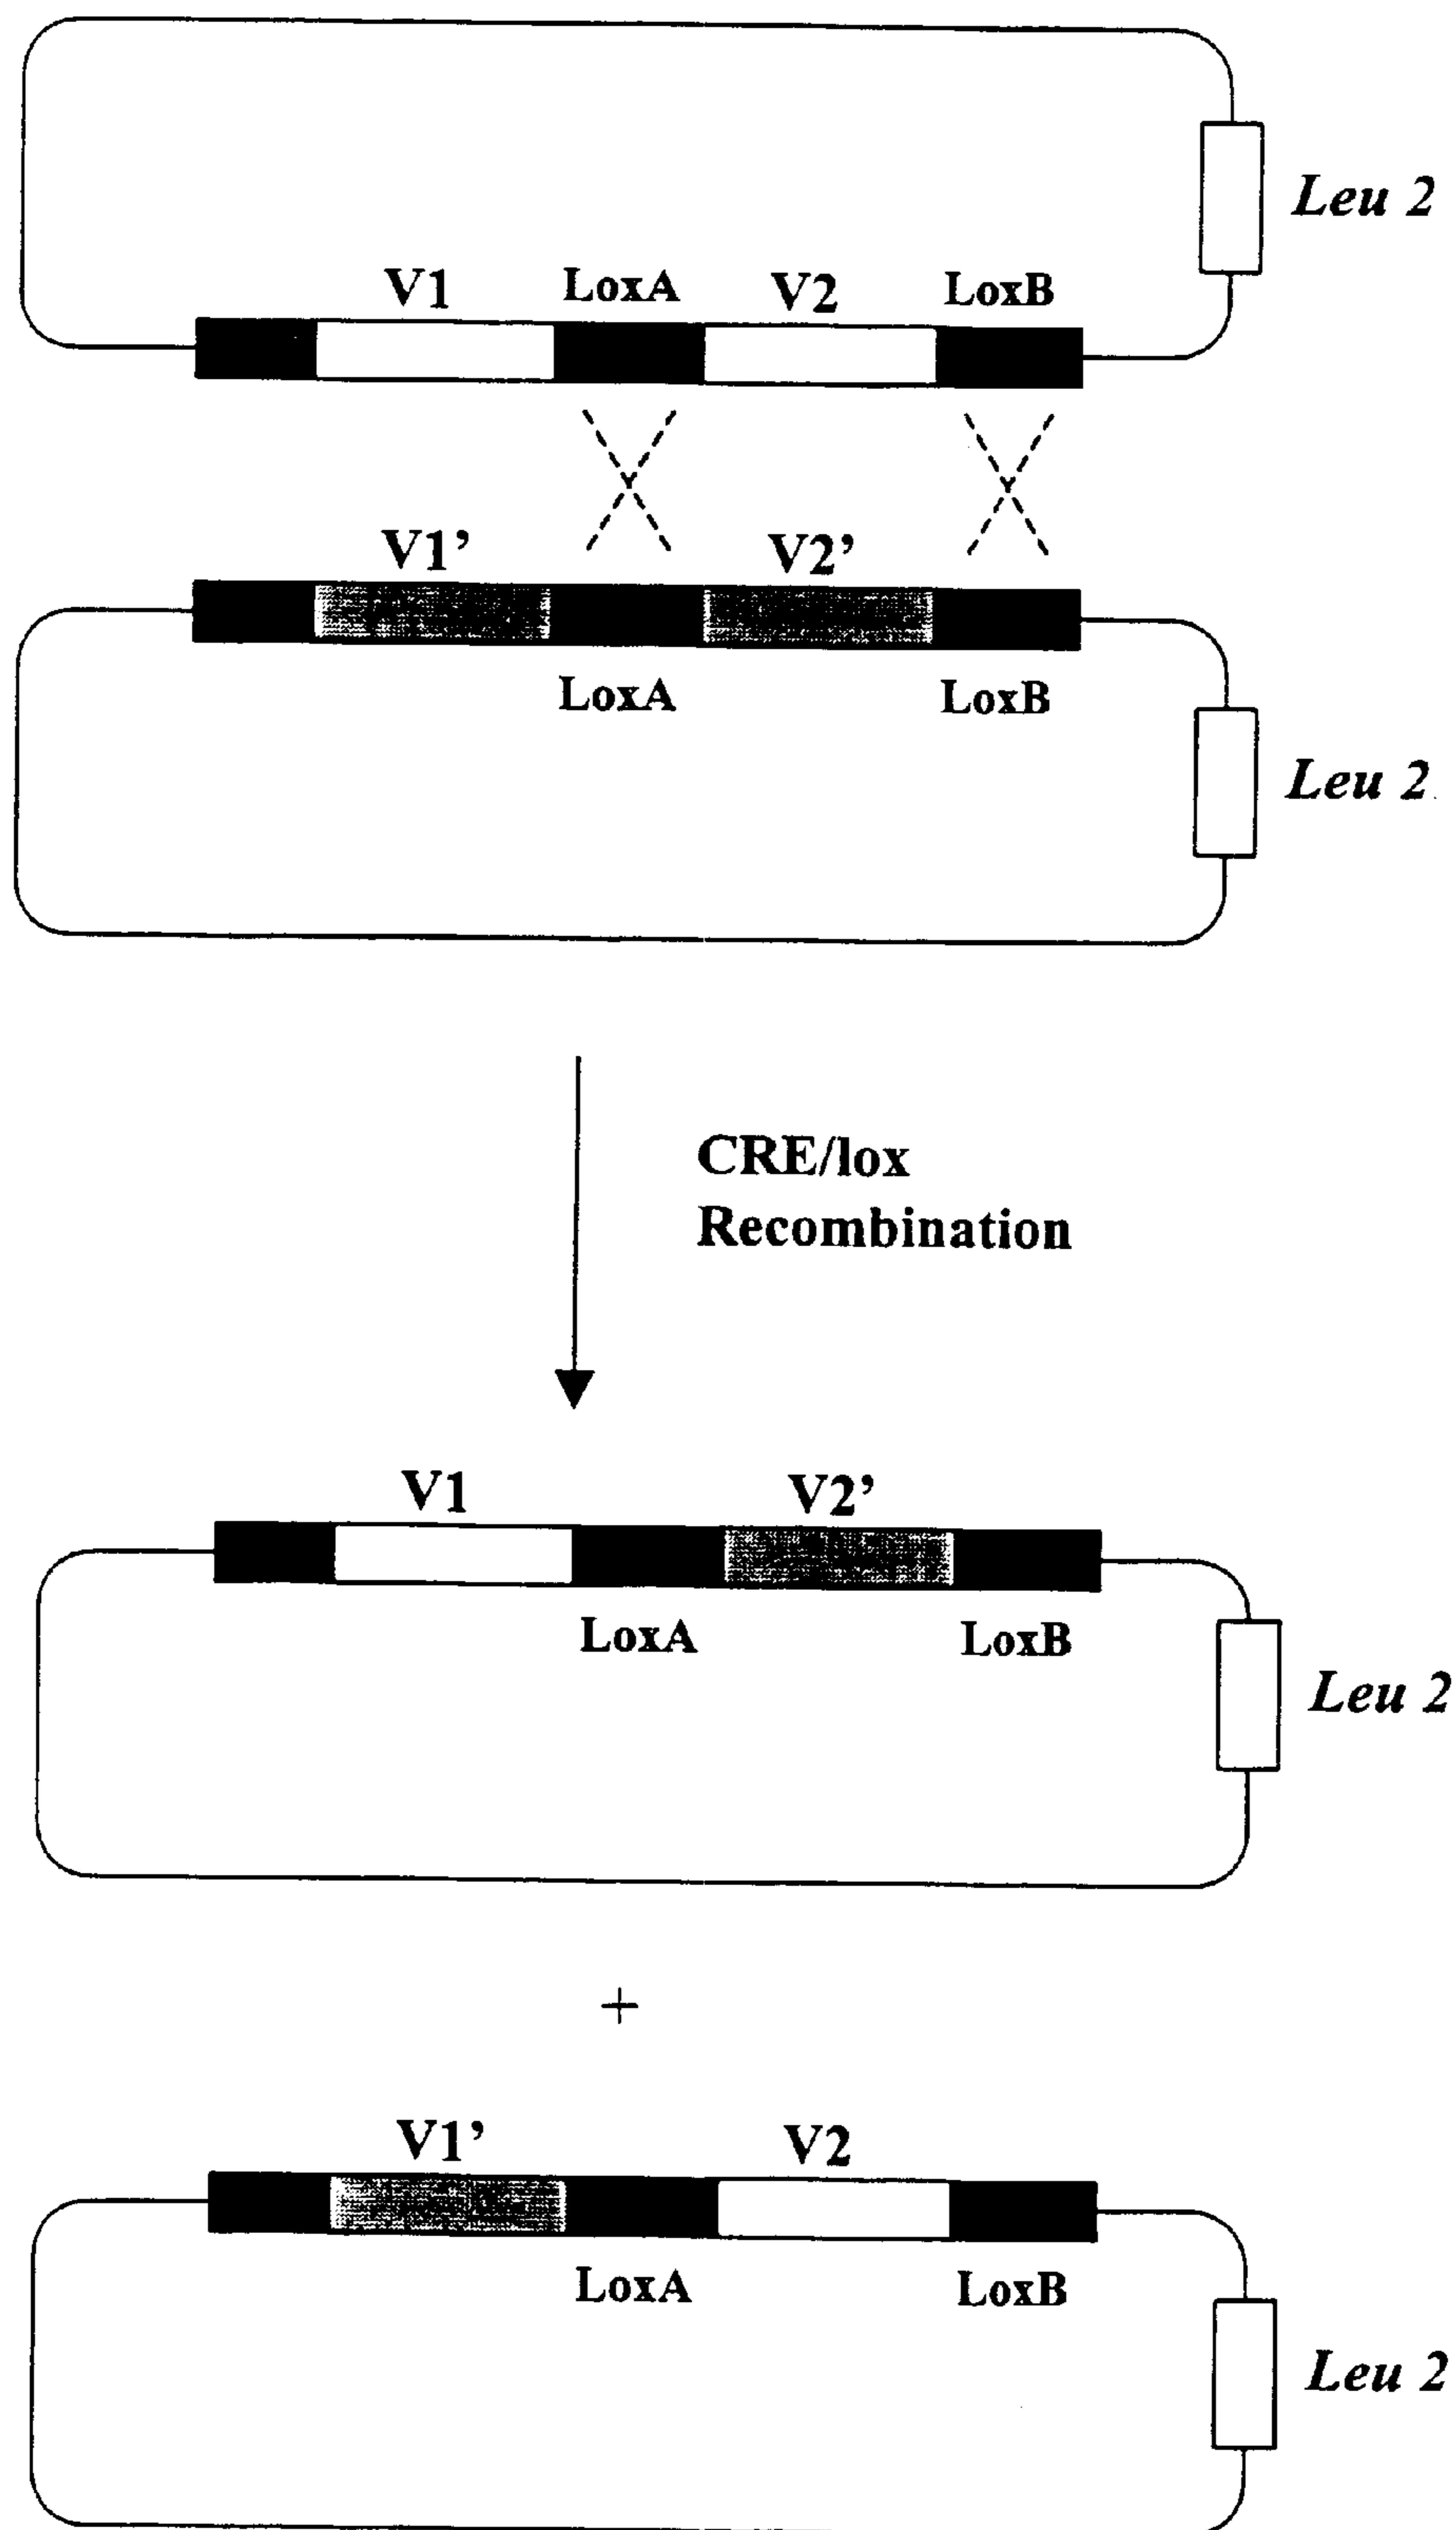 Leu 2
V1 LoxA V2 LoxB
V1’ V2’
LoxA LoxB
Leu 2
CRE/lox
Recombination
V1 V2’
LoxA LoxB
Leu 2
+
V1’ V2
LoxA LoxB
Leu 2